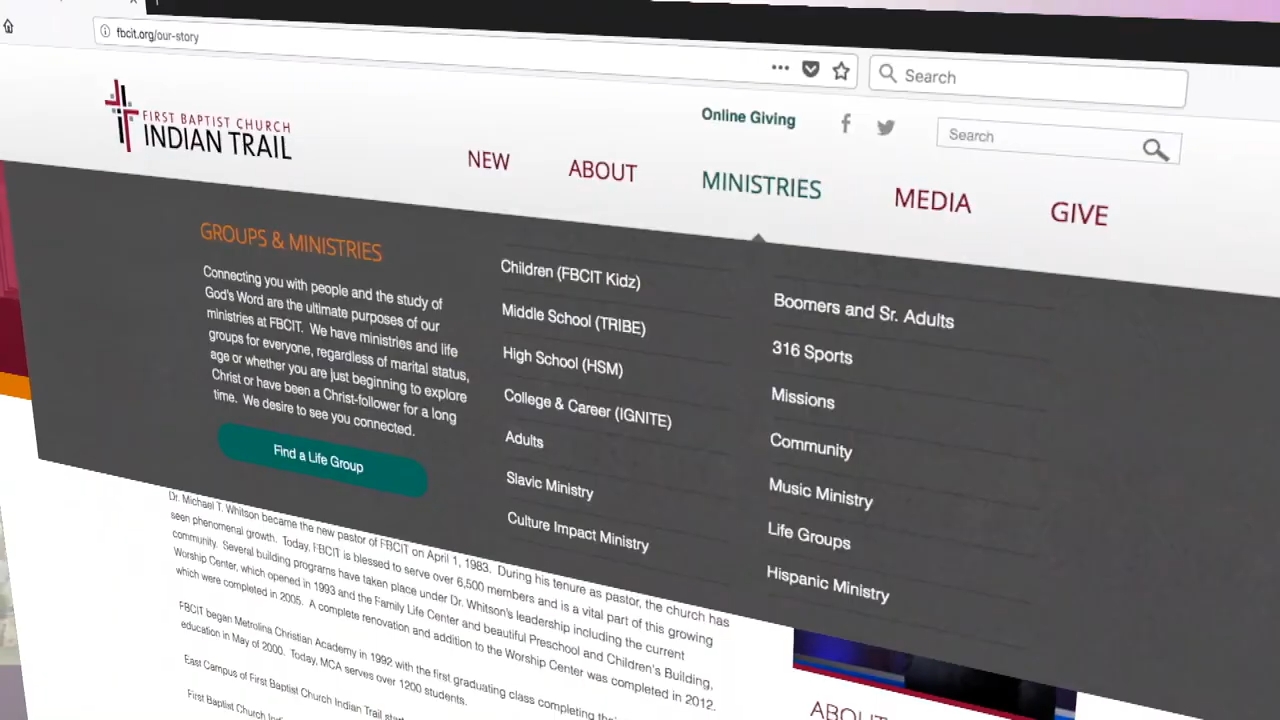 fbcit.org/our-story
Search
FIRST BAPTIST CHURCH
INDIAN TRAIL
Online Giving
Search
NEW
ABOUT
MINISTRIES
MEDIA
GIVE
GROUPS & MINISTRIES
Connecting you with people and the study of
God's Word are the ultimate purposes of our
ministries at FBCIT. We have ministries and life
groups for everyone, regardless of marital status,
age or whether you are just beginning to explore
Christ or have been a Christ-follower for a long
time. We desire to see you connected.
Find a Life Group
Children (FBCIT Kidz)
Middle School (TRIBE)
High School (HSM)
College & Career (IGNITE)
Adults
Slavic Ministry
Culture Impact Ministry
Boomers and Sr. Adults
316 Sports
Missions
Community
Music Ministry
Life Groups
Hispanic Ministry
Dr. Michael T. Whitson became the new pastor of FBCIT on April 1, 1983. During his tenure as pastor, the church has
seen phenomenal growth. Today, FBCIT is blessed to serve over 6,500 members and is a vital part of this growing
community. Several building programs have taken place under Dr. Whitson's leadership including the current
Worship Center, which opened in 1993 and the Family Life Center and beautiful Preschool and Children's Building,
which were completed in 2005. A complete renovation and addition to the Worship Center was completed in 2012.
FBCIT began Metrolina Christian Academy in 1992 with the first graduating class completing their
education in May of 2000. Today, MCA serves over 1200 students.
East Campus of First Baptist Church Indian Trail
First Baptist Church
ABOUT